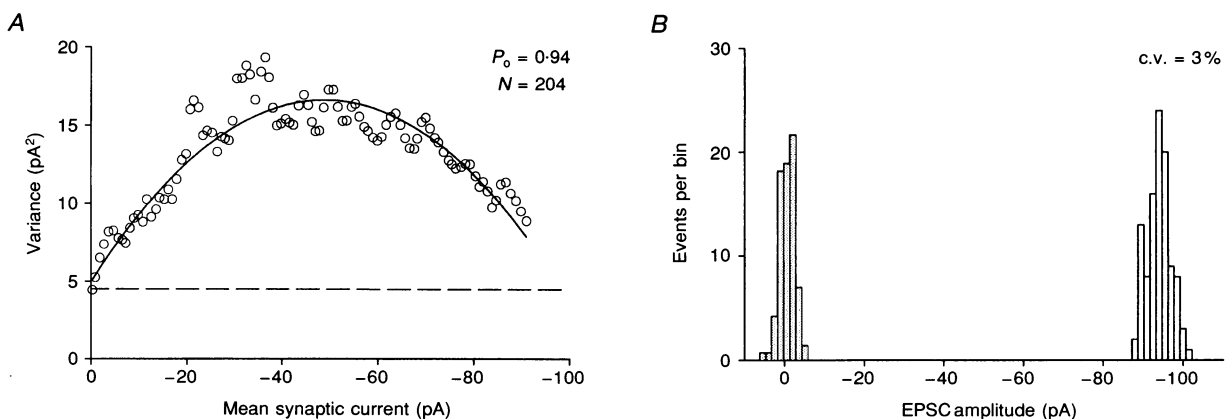 A
Variance (pA²)
20
15
10
5
0
Pₒ = 0·94
N = 204
0 −20 −40 −60 −80 −100
Mean synaptic current (pA)
B
Events per bin
30
20
10
0
c.v. = 3%
0 −20 −40 −60 −80 −100
EPSC amplitude (pA)